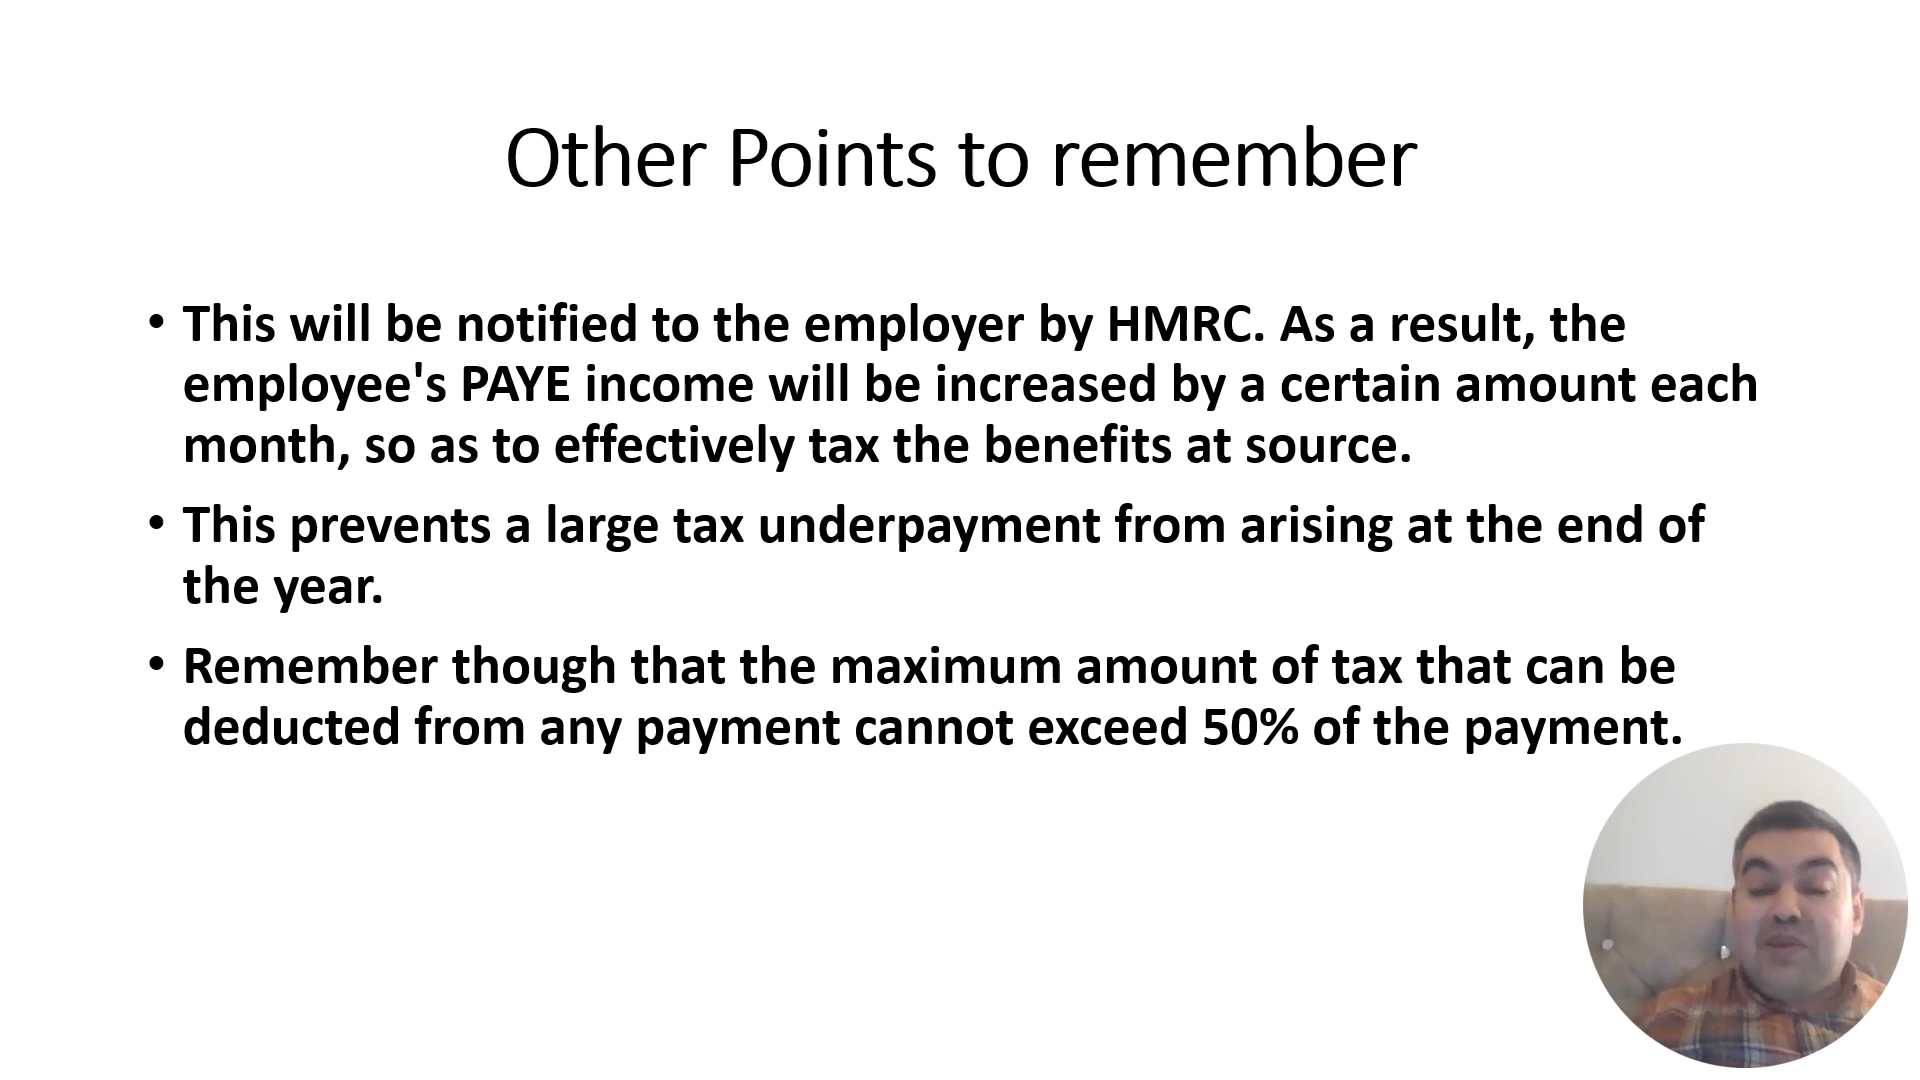 Other Points to remember
• This will be notified to the employer by HMRC. As a result, the
employee's PAYE income will be increased by a certain amount each
month, so as to effectively tax the benefits at source.
• This prevents a large tax underpayment from arising at the end of
the year.
• Remember though that the maximum amount of tax that can be
deducted from any payment cannot exceed 50% of the payment.